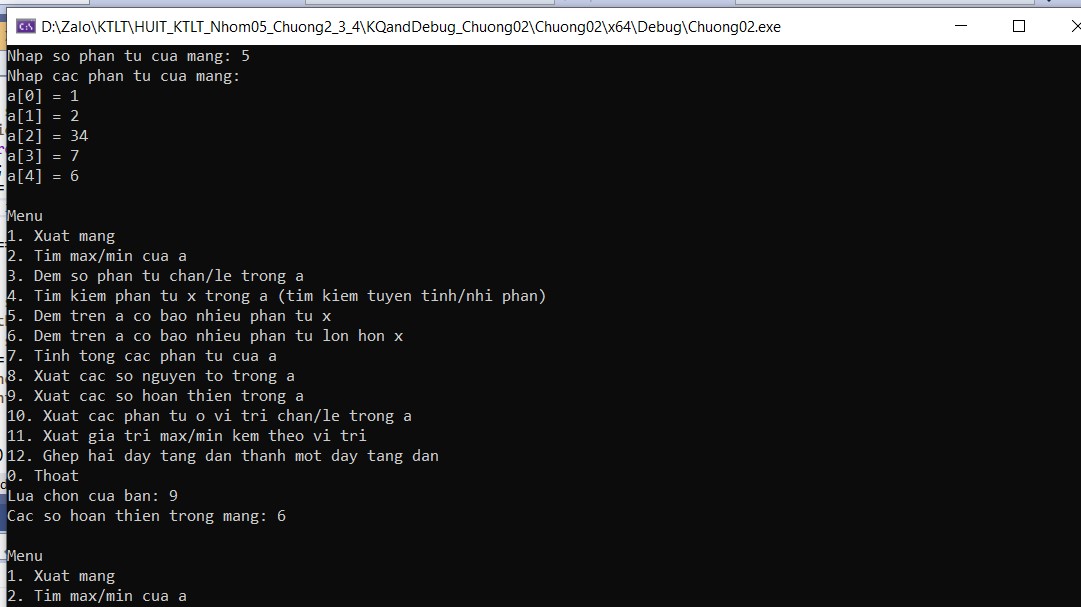 D:\Zalo\KTLT\HUIT_KTLT_Nhom05_Chuong2_3_4\KQandDebug_Chuong02\Chuong02\x64\Debug\Chuong02.exe
Nhap so phan tu cua mang: 5
Nhap cac phan tu cua mang:
a[0] = 1
a[1] = 2
a[2] = 34
a[3] = 7
a[4] = 6
Menu
1. Xuat mang
2. Tim max/min cua a
3. Dem so phan tu chan/le trong a
4. Tim kiem phan tu x trong a (tim kiem tuyen tinh/nhi phan)
5. Dem tren a co bao nhieu phan tu x
6. Dem tren a co bao nhieu phan tu lon hon x
7. Tinh tong cac phan tu cua a
8. Xuat cac so nguyen to trong a
9. Xuat cac so hoan thien trong a
10. Xuat cac phan tu o vi tri chan/le trong a
11. Xuat gia tri max/min kem theo vi tri
12. Ghep hai day tang dan thanh mot day tang dan
0. Thoat
Lua chon cua ban: 9
Cac so hoan thien trong mang: 6
Menu
1. Xuat mang
2. Tim max/min cua a